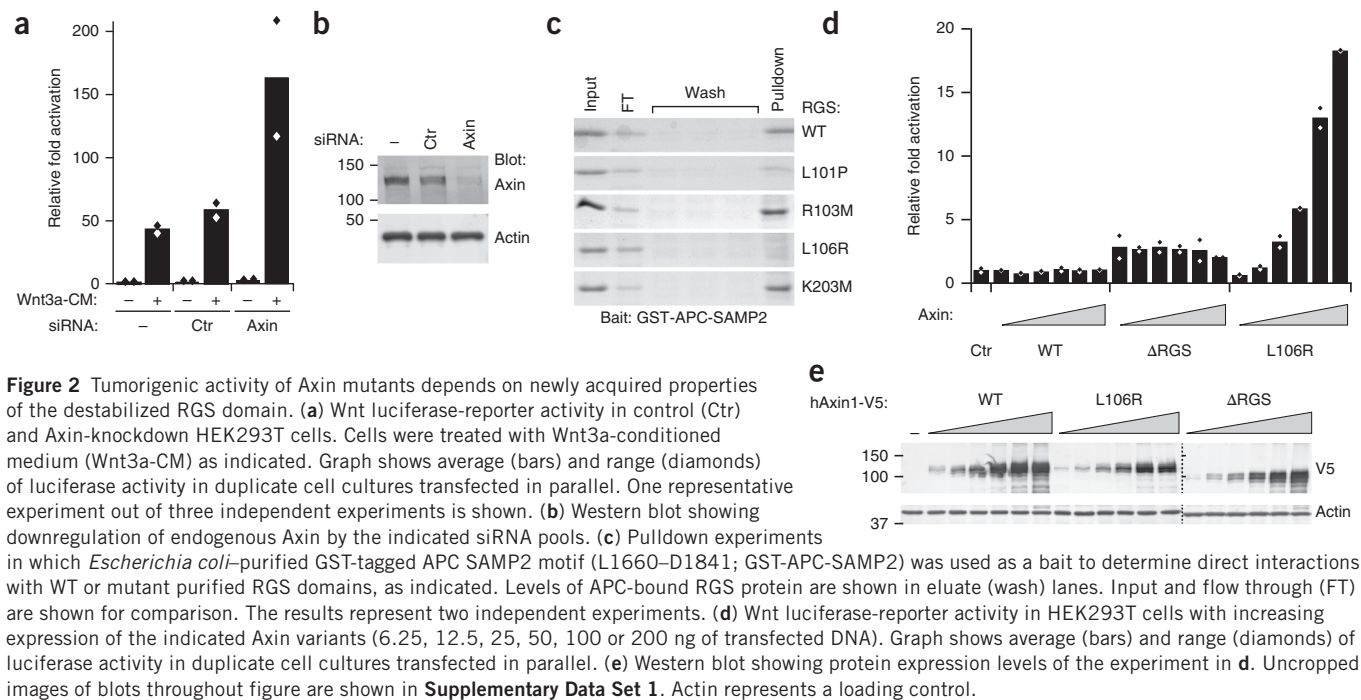 a
Relative fold activation
200
150
100
50
0
Wnt3a-CM: – + – + – +
siRNA: – Ctr Axin
b
siRNA: – Ctr Axin
Blot:
150
Axin
100
50
Actin
c
Input FT Wash Pulldown
RGS:
WT
L101P
R103M
L106R
K203M
Bait: GST-APC-SAMP2
d
Relative fold activation
20
15
10
5
0
Axin:
Ctr WT ΔRGS L106R
e
hAxin1-V5: WT L106R ΔRGS
–
150
100
V5
Actin
37
Figure 2 Tumorigenic activity of Axin mutants depends on newly acquired properties
of the destabilized RGS domain. (a) Wnt luciferase-reporter activity in control (Ctr)
and Axin-knockdown HEK293T cells. Cells were treated with Wnt3a-conditioned
medium (Wnt3a-CM) as indicated. Graph shows average (bars) and range (diamonds)
of luciferase activity in duplicate cell cultures transfected in parallel. One representative
experiment out of three independent experiments is shown. (b) Western blot showing
downregulation of endogenous Axin by the indicated siRNA pools. (c) Pulldown experiments
in which Escherichia coli–purified GST-tagged APC SAMP2 motif (L1660–D1841; GST-APC-SAMP2) was used as a bait to determine direct interactions
with WT or mutant purified RGS domains, as indicated. Levels of APC-bound RGS protein are shown in eluate (wash) lanes. Input and flow through (FT)
are shown for comparison. The results represent two independent experiments. (d) Wnt luciferase-reporter activity in HEK293T cells with increasing
expression of the indicated Axin variants (6.25, 12.5, 25, 50, 100 or 200 ng of transfected DNA). Graph shows average (bars) and range (diamonds) of
luciferase activity in duplicate cell cultures transfected in parallel. (e) Western blot showing protein expression levels of the experiment in d. Uncropped
images of blots throughout figure are shown in Supplementary Data Set 1. Actin represents a loading control.